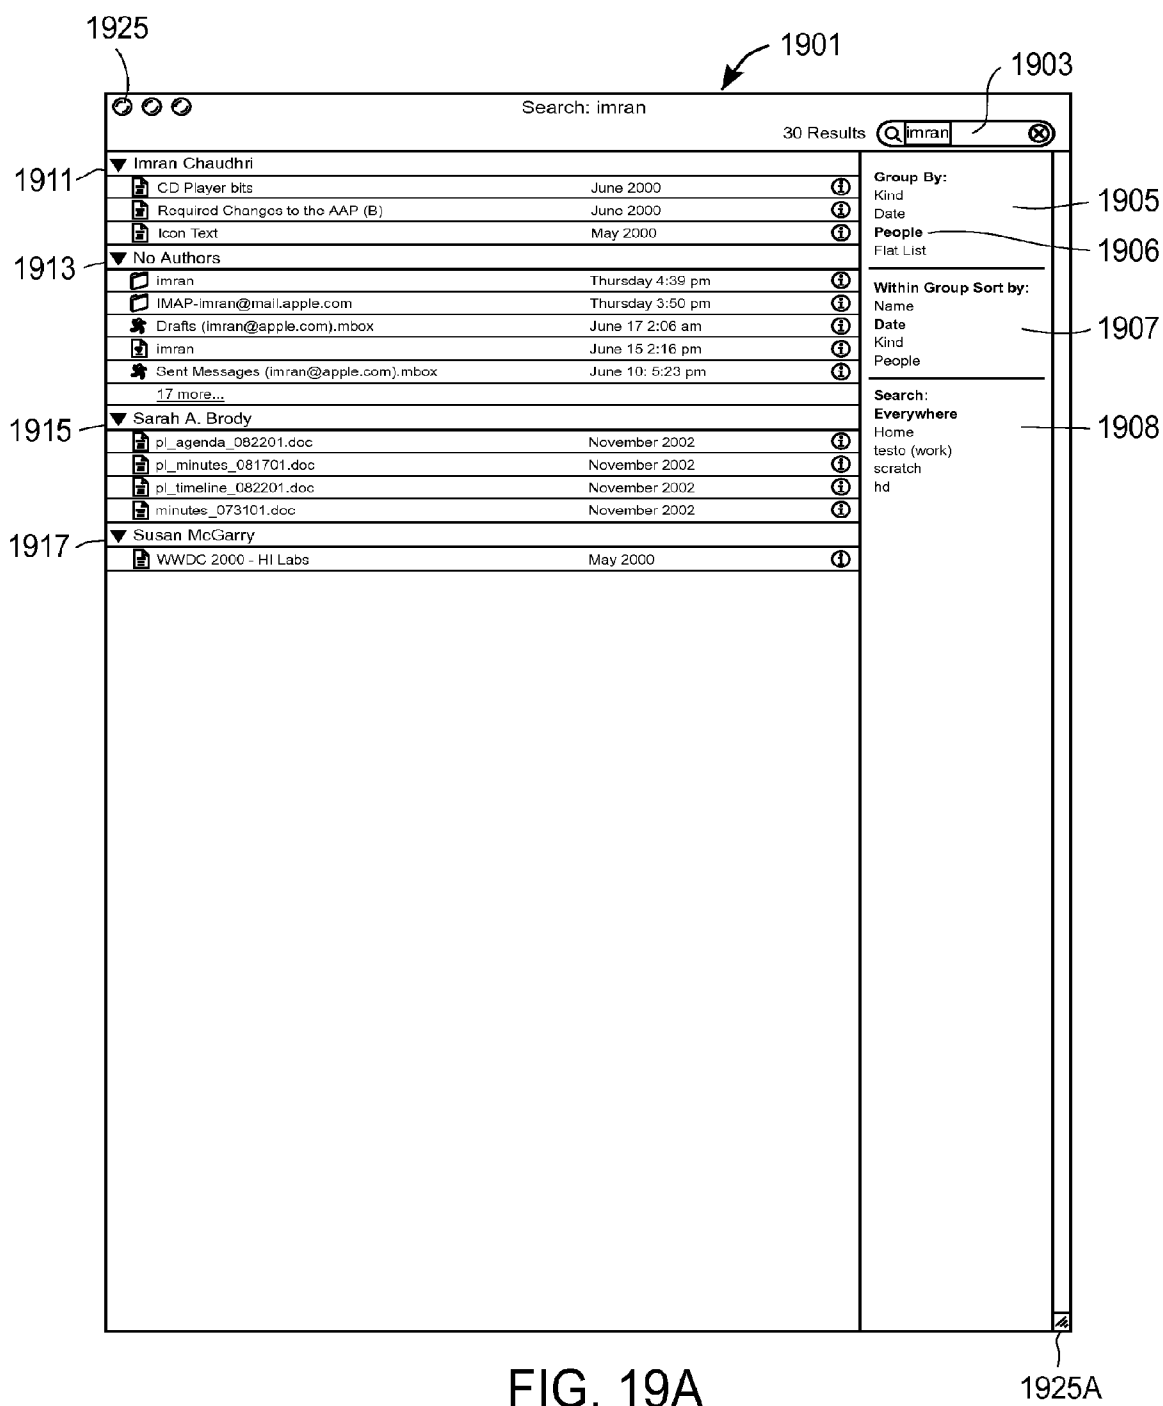 1925
1901
1903
Search: imran
30 Results
imran
1911
Imran Chaudhri
CD Player bits June 2000
Required Changes to the AAP (B) June 2000
Icon Text May 2000
1913
No Authors
imran Thursday 4:39 pm
IMAP-imran@mail.apple.com Thursday 3:50 pm
Drafts (imran@apple.com).mbox June 17 2:06 am
imran June 15 2:16 pm
Sent Messages (imran@apple.com).mbox June 10: 5:23 pm
17 more...
1915
Sarah A. Brody
pl_agenda_082201.doc November 2002
pl_minutes_081701.doc November 2002
pl_timeline_082201.doc November 2002
minutes_073101.doc November 2002
1917
Susan McGarry
WWDC 2000 - HI Labs May 2000
Group By:
Kind
Date
People
Flat List
1905
1906
Within Group Sort by:
Name
Date
Kind
People
1907
Search:
Everywhere
Home
testo (work)
scratch
hd
1908
1925A
FIG. 19A